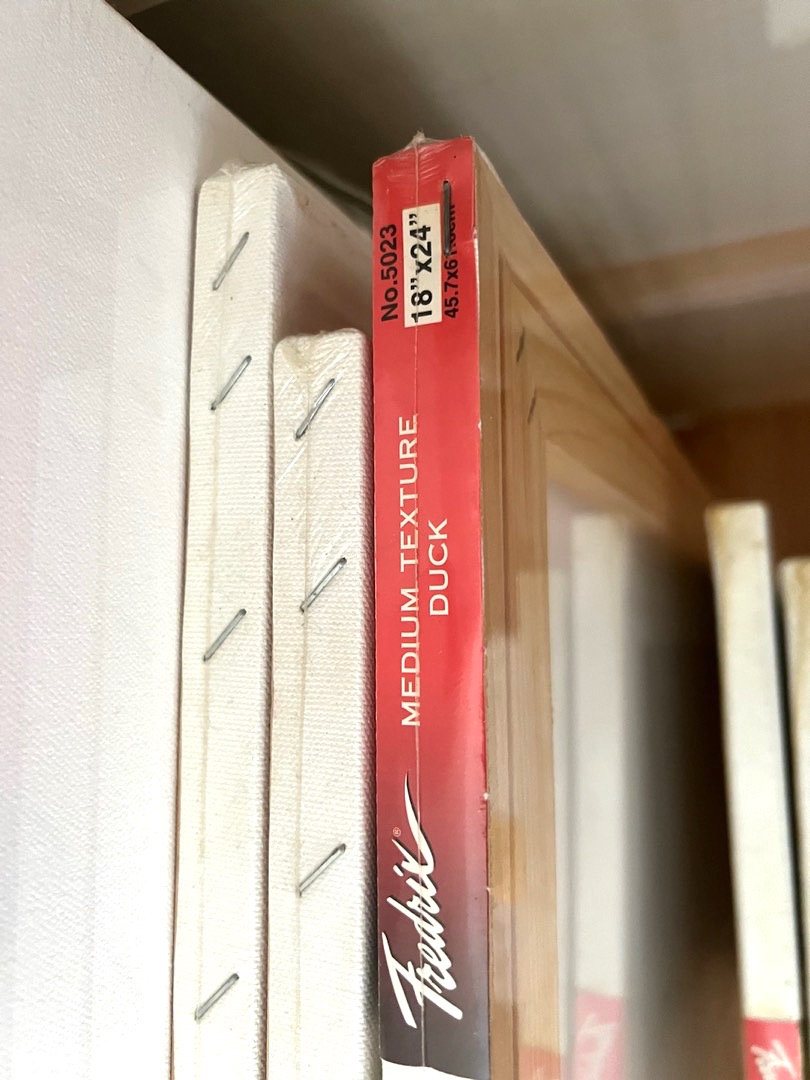 No.5023
18”x24”
MEDIUM TEXTURE
DUCK
Fredrix®